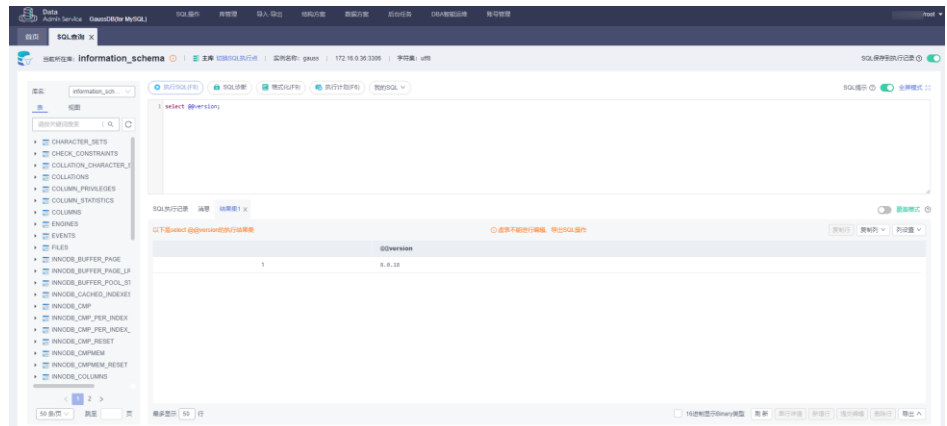 Data
Admin Service GaussDB(for MySQL)
SQL操作 库管理 导入·导出 结构方案 数据方案 后台任务 DBA智能运维 账号管理
root
首页 SQL查询 ×
当前所在库: information_schema 主库 切换SQL执行点 | 实例名称: gauss | 172.16.0.36:3306 | 字符集: utf8
SQL保存到执行记录
库名: information_sch...
执行SQL(F8) SQL诊断 格式化(F9) 执行计划(F6) 我的SQL
SQL提示 全屏模式
表 视图
1 select @@version;
CHARACTER_SETS
CHECK_CONSTRAINTS
COLLATION_CHARACTER_S
COLLATIONS
COLUMN_PRIVILEGES
COLUMN_STATISTICS
COLUMNS
ENGINES
EVENTS
FILES
INNODB_BUFFER_PAGE
INNODB_BUFFER_PAGE_LR
INNODB_BUFFER_POOL_ST
INNODB_CACHED_INDEXES
INNODB_CMP
INNODB_CMP_PER_INDEX
INNODB_CMP_PER_INDEX_
INNODB_CMP_RESET
INNODB_CMPMEM
INNODB_CMPMEM_RESET
INNODB_COLUMNS
< 1 2 >
50 条/页 跳至 页
SQL执行记录 消息 结果集1 ×
以下是select @@version的执行结果集
该表不能进行编辑、导出SQL操作
复制行 复制列 列设置
@@version
1 8.0.18
最多显示 50 行
16进制显示Binary类型 刷新 单行详情 新增行 提交编辑 删除行 导出